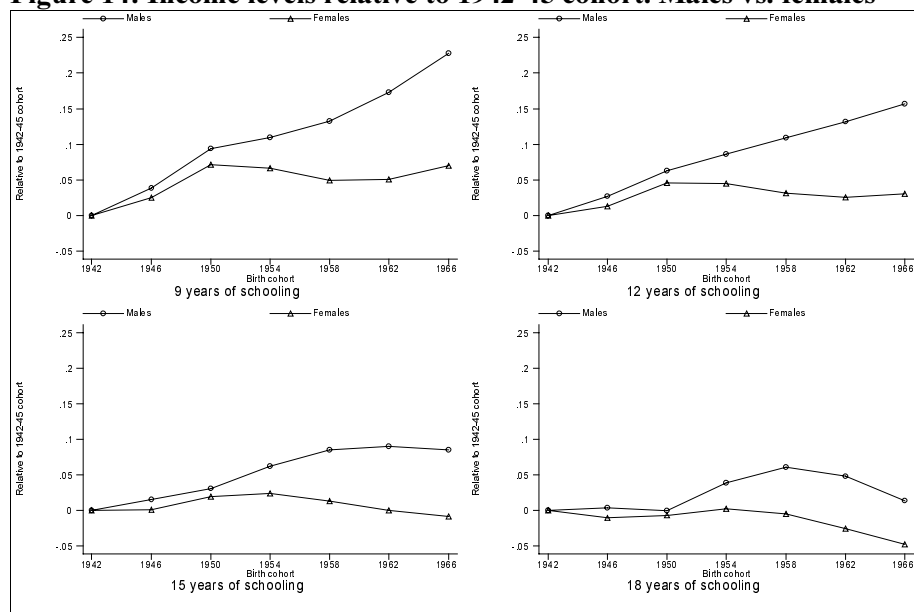 Figure 14: Income levels relative to 1942-45 cohort: Males vs. females
Males Females
Relative to 1942-45 cohort
.25
.2
.15
.1
.05
0
-.05
1942 1946 1950 1954 1958 1962 1966
Birth cohort
9 years of schooling
Males Females
Relative to 1942-45 cohort
.25
.2
.15
.1
.05
0
-.05
1942 1946 1950 1954 1958 1962 1966
Birth cohort
12 years of schooling
Males Females
Relative to 1942-45 cohort
.25
.2
.15
.1
.05
0
-.05
1942 1946 1950 1954 1958 1962 1966
Birth cohort
15 years of schooling
Males Females
Relative to 1942-45 cohort
.25
.2
.15
.1
.05
0
-.05
1942 1946 1950 1954 1958 1962 1966
Birth cohort
18 years of schooling